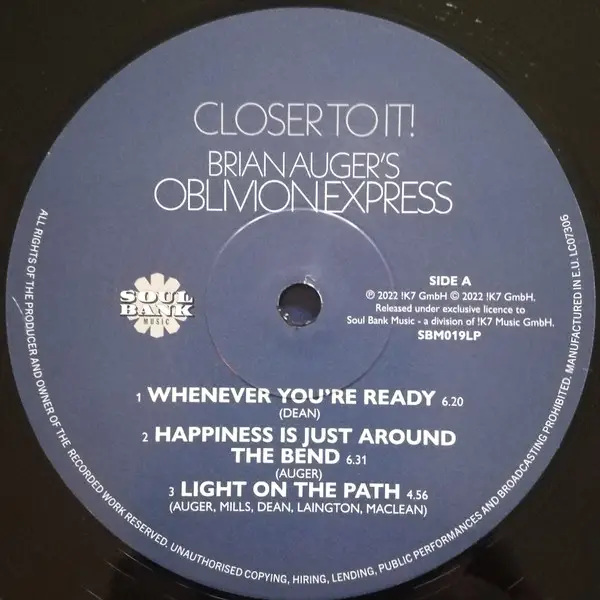 CLOSER TO IT!
BRIAN AUGER'S
OBLIVION EXPRESS
SOUL
BANK
MUSIC
SIDE A
℗ 2022 !K7 GmbH © 2022 !K7 GmbH.
Released under exclusive licence to
Soul Bank Music - a division of !K7 Music GmbH.
SBM019LP
1 WHENEVER YOU'RE READY 6.20
(DEAN)
2 HAPPINESS IS JUST AROUND
THE BEND 6.31
(AUGER)
3 LIGHT ON THE PATH 4.56
(AUGER, MILLS, DEAN, LAINGTON, MACLEAN)
ALL RIGHTS OF THE PRODUCER AND OWNER OF THE RECORDED WORK RESERVED. UNAUTHORISED COPYING, HIRING, LENDING, PUBLIC PERFORMANCES AND BROADCASTING PROHIBITED. MANUFACTURED IN E.U. LC07306